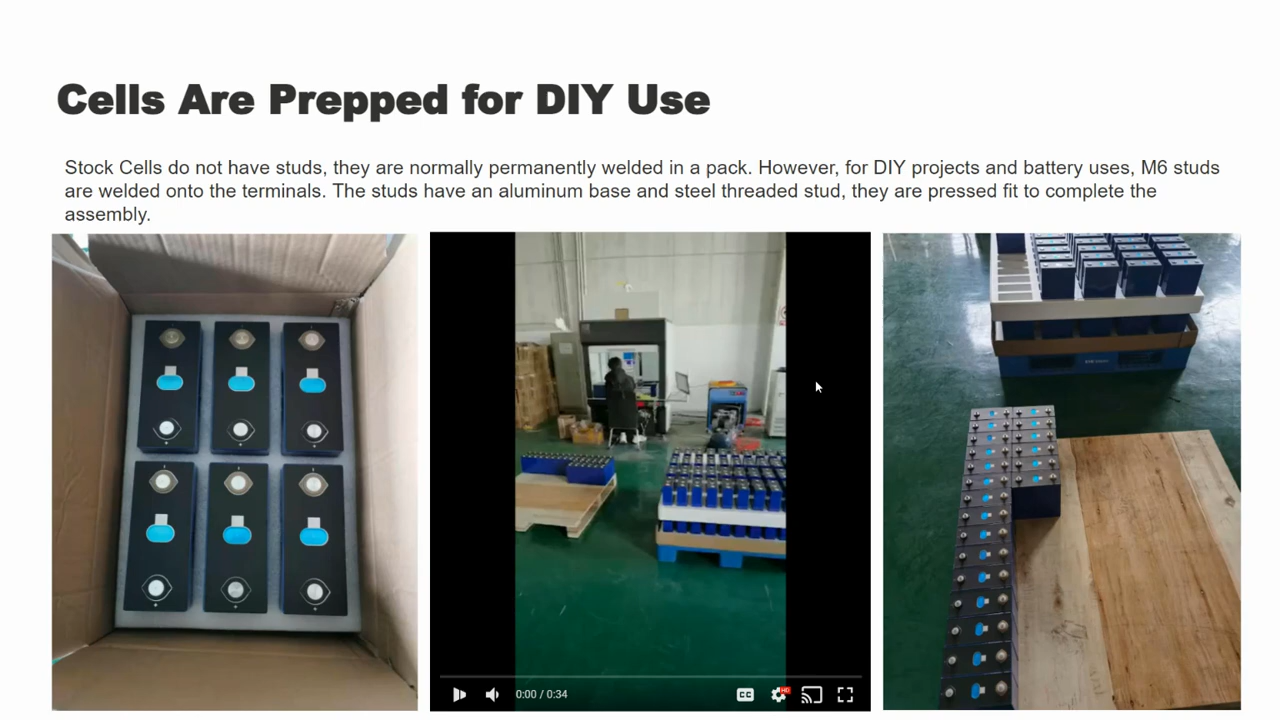 Cells Are Prepped for DIY Use
Stock Cells do not have studs, they are normally permanently welded in a pack. However, for DIY projects and battery uses, M6 studs
are welded onto the terminals. The studs have an aluminum base and steel threaded stud, they are pressed fit to complete the
assembly.
0:00 / 0:34
CC
HD